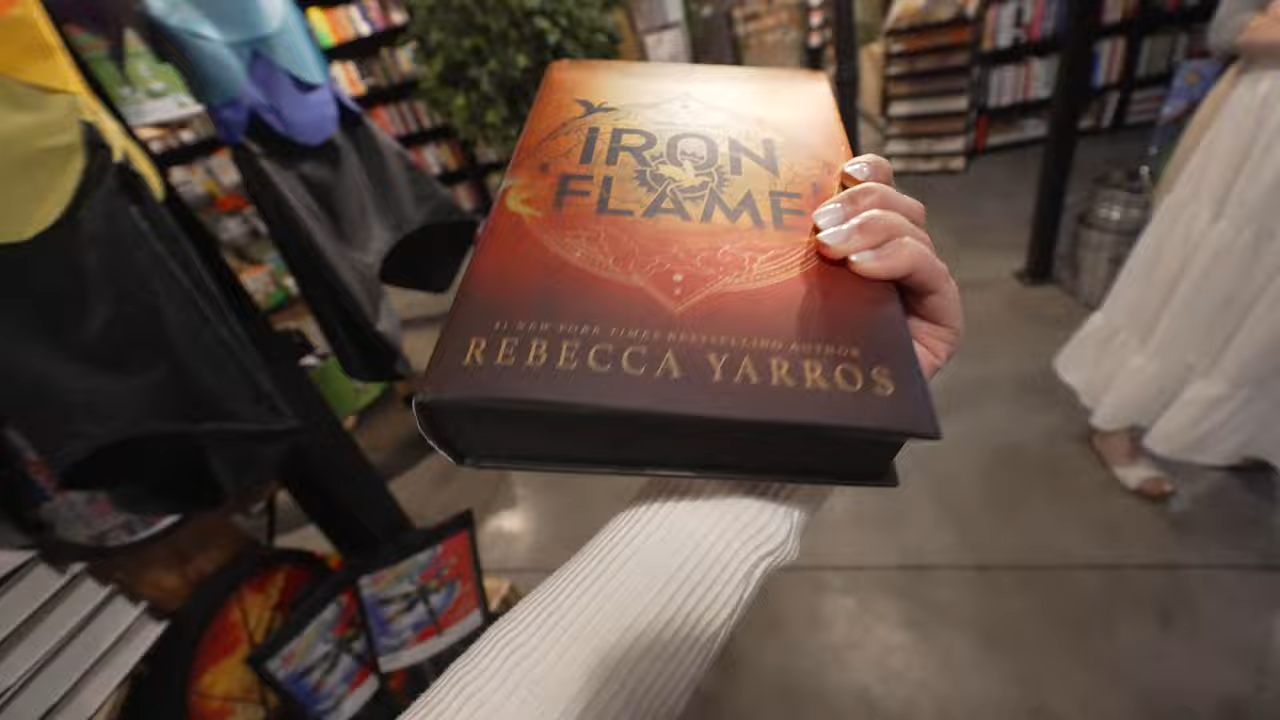 IRON
FLAME
#1 NEW YORK TIMES BESTSELLING AUTHOR
REBECCA YARROS